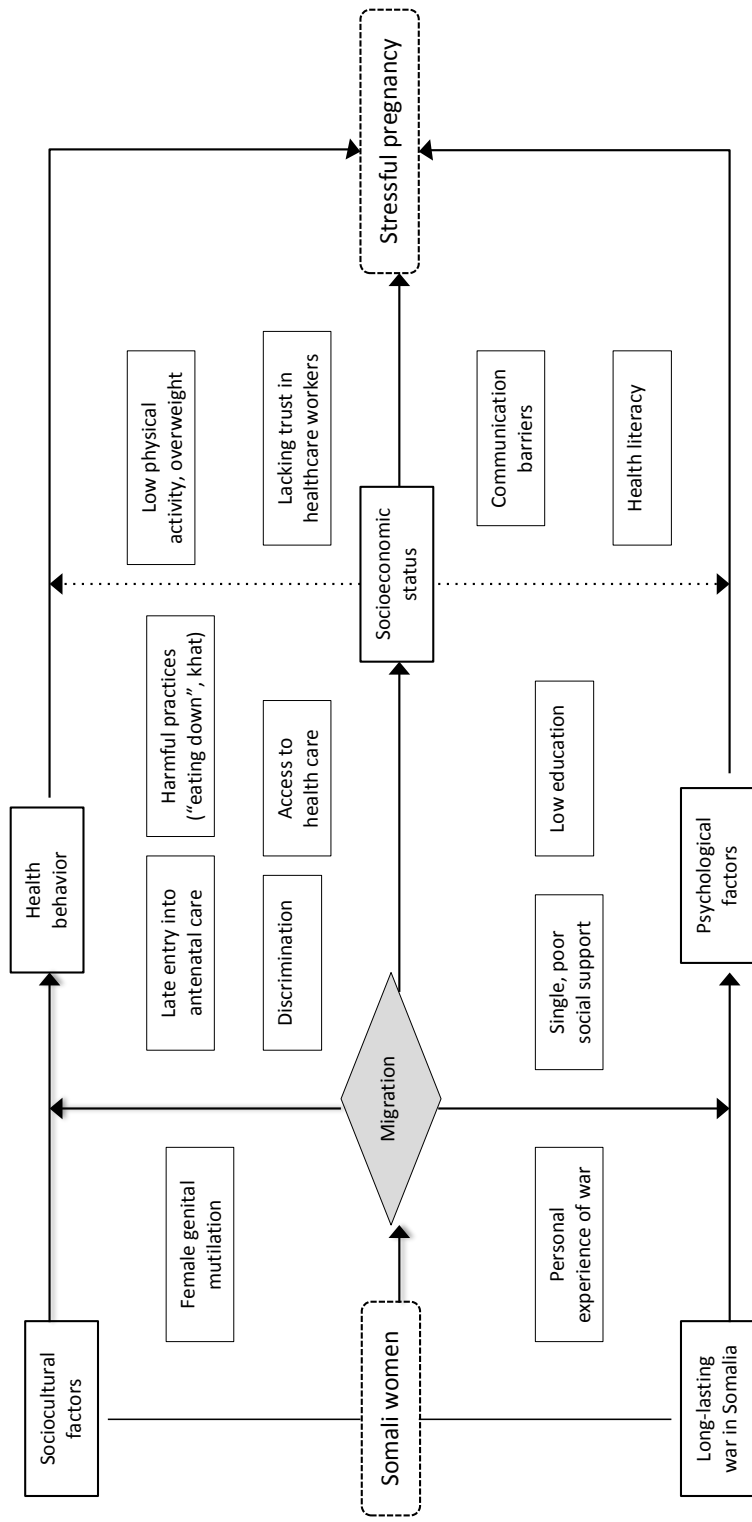 Sociocultural
factors
Health
behavior
Female genital
mutilation
Late entry into
antenatal care
Harmful practices
(“eating down”, khat)
Low physical
activity, overweight
Discrimination
Access to
health care
Lacking trust in
healthcare workers
Somali women
Migration
Socioeconomic
status
Stressful pregnancy
Personal
experience of war
Single, poor
social support
Low education
Communication
barriers
Health literacy
Long-lasting
war in Somalia
Psychological
factors